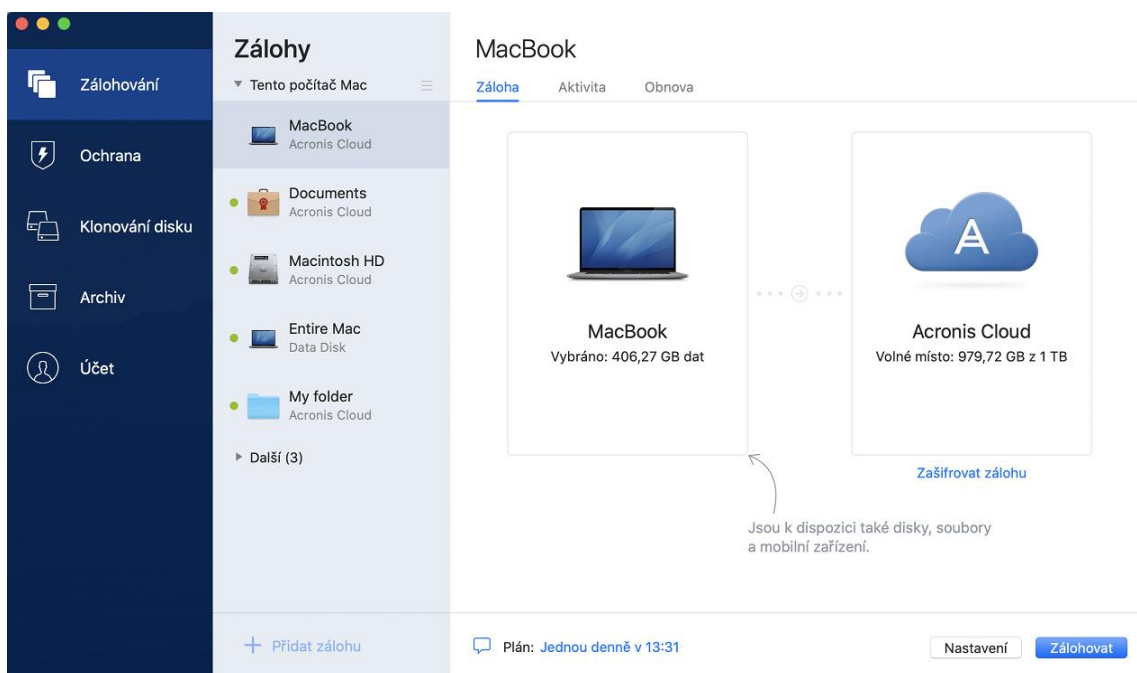 Zálohování
Ochrana
Klonování disku
Archiv
Účet
Zálohy
Tento počítač Mac
MacBook
Acronis Cloud
Documents
Acronis Cloud
Macintosh HD
Acronis Cloud
Entire Mac
Data Disk
My folder
Acronis Cloud
Další (3)
Přidat zálohu
MacBook
Záloha Aktivita Obnova
MacBook
Vybráno: 406,27 GB dat
Acronis Cloud
Volné místo: 979,72 GB z 1 TB
Zašifrovat zálohu
Jsou k dispozici také disky, soubory
a mobilní zařízení.
Plán: Jednou denně v 13:31
Nastavení Zálohovat